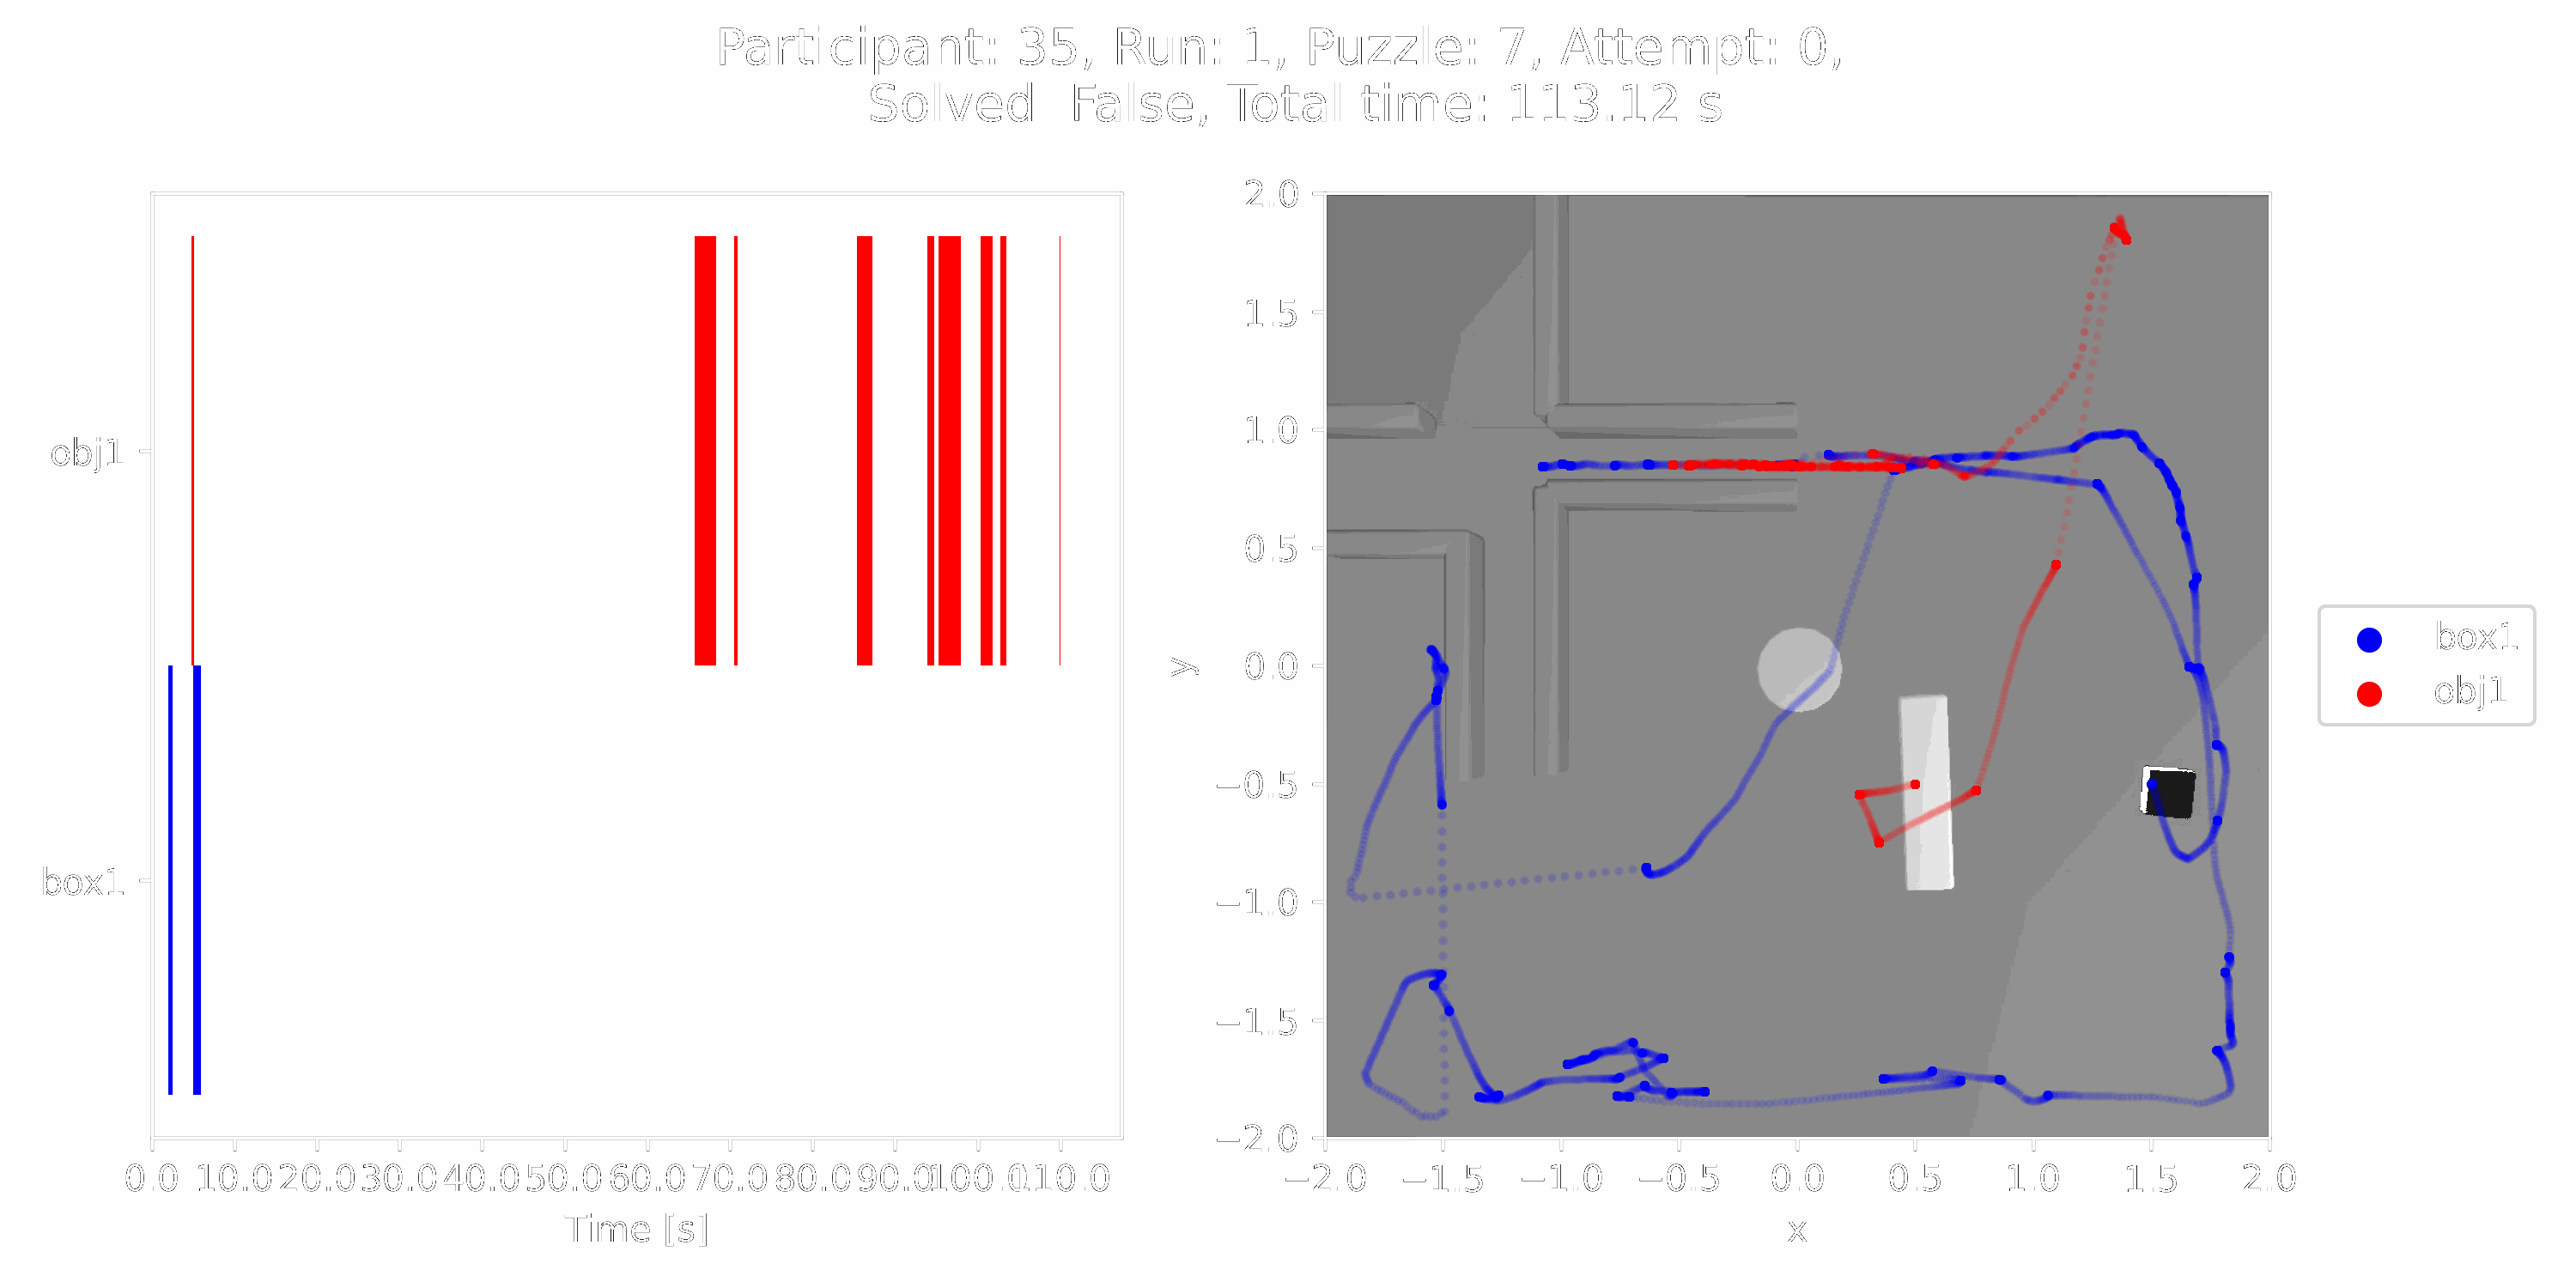 Participant: 35, Run: 1, Puzzle: 7, Attempt: 0,
Solved False, Total time: 113.12 s
obj1
box1
0.0 10.0 20.0 30.0 40.0 50.0 60.0 70.0 80.0 90.0 100.0 110.0
Time [s]
2.0
1.5
1.0
0.5
0.0
−0.5
−1.0
−1.5
−2.0
y
−2.0 −1.5 −1.0 −0.5 0.0 0.5 1.0 1.5 2.0
x
box1
obj1